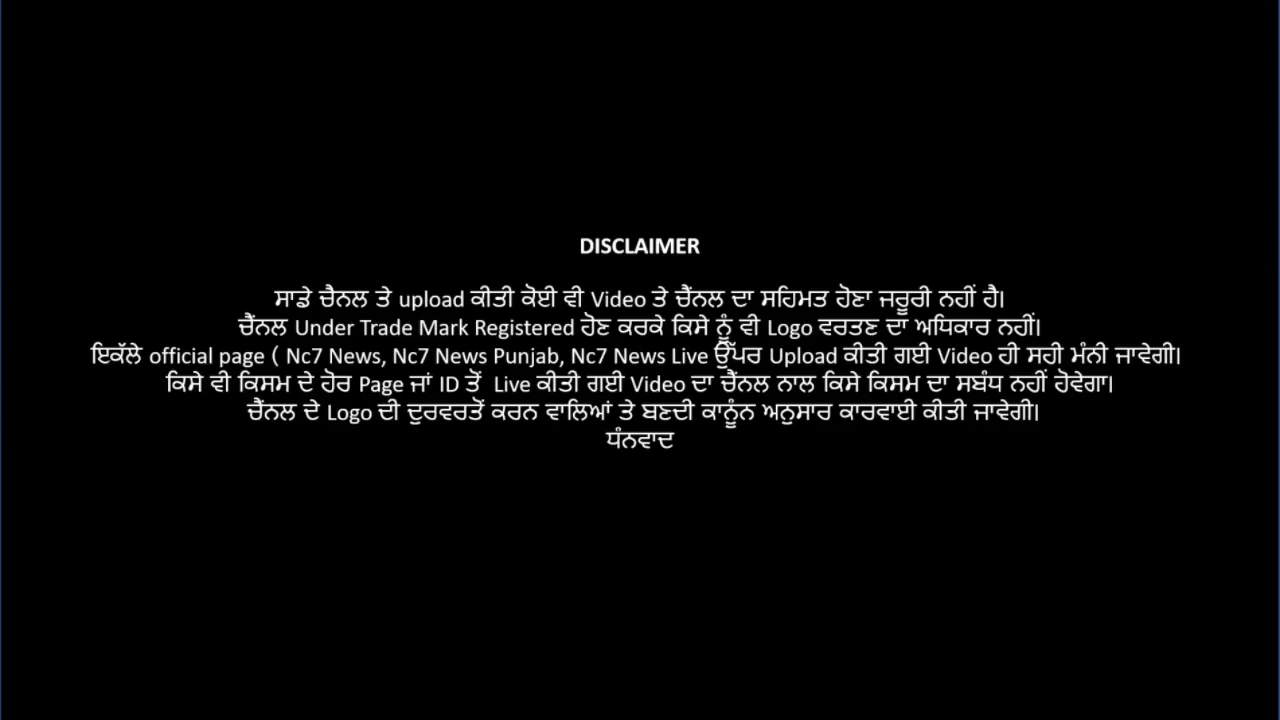 DISCLAIMER
ਸਾਡੇ ਚੈਨਲ ਤੇ upload ਕੀਤੀ ਕੋਈ ਵੀ Video ਤੇ ਚੈੱਨਲ ਦਾ ਸਹਿਮਤ ਹੋਣਾ ਜਰੂਰੀ ਨਹੀਂ ਹੈ।
ਚੈੱਨਲ Under Trade Mark Registered ਹੋਣ ਕਰਕੇ ਕਿਸੇ ਨੂੰ ਵੀ Logo ਵਰਤਣ ਦਾ ਅਧਿਕਾਰ ਨਹੀਂ।
ਇਕੱਲੇ official page ( Nc7 News, Nc7 News Punjab, Nc7 News Live ਉੱਪਰ Upload ਕੀਤੀ ਗਈ Video ਹੀ ਸਹੀ ਮੰਨੀ ਜਾਵੇਗੀ।
ਕਿਸੇ ਵੀ ਕਿਸਮ ਦੇ ਹੋਰ Page ਜਾਂ ID ਤੋਂ Live ਕੀਤੀ ਗਈ Video ਦਾ ਚੈੱਨਲ ਨਾਲ ਕਿਸੇ ਕਿਸਮ ਦਾ ਸਬੰਧ ਨਹੀਂ ਹੋਵੇਗਾ।
ਚੈੱਨਲ ਦੇ Logo ਦੀ ਦੁਰਵਰਤੋਂ ਕਰਨ ਵਾਲਿਆਂ ਤੇ ਬਣਦੀ ਕਾਨੂੰਨ ਅਨੁਸਾਰ ਕਾਰਵਾਈ ਕੀਤੀ ਜਾਵੇਗੀ।
ਧੰਨਵਾਦ